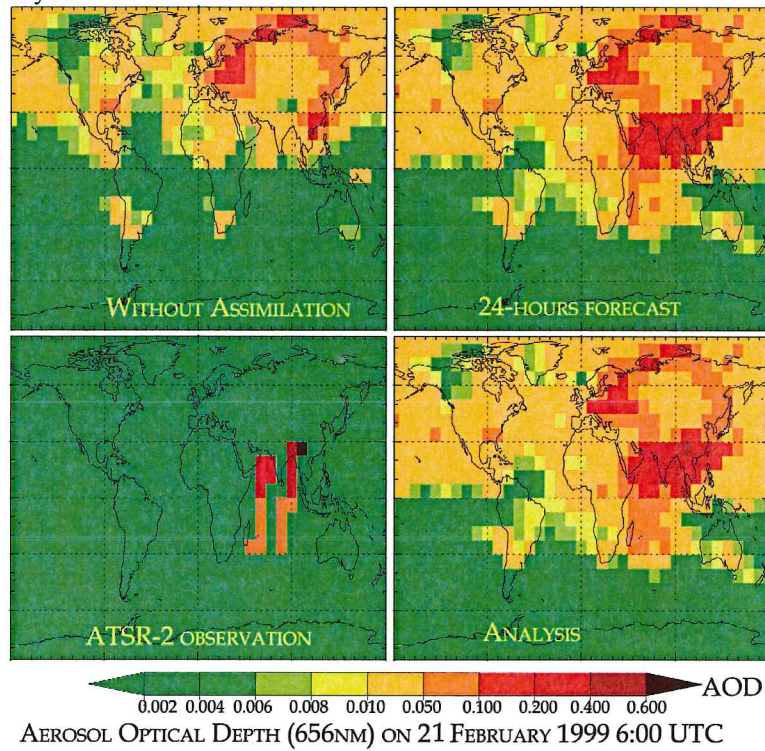 WITHOUT ASSIMILATION
24-HOURS FORECAST
ATSR-2 OBSERVATION
ANALYSIS
0.002 0.004 0.006 0.008 0.010 0.050 0.100 0.200 0.400 0.600
AOD
AEROSOL OPTICAL DEPTH (656NM) ON 21 FEBRUARY 1999 6:00 UTC